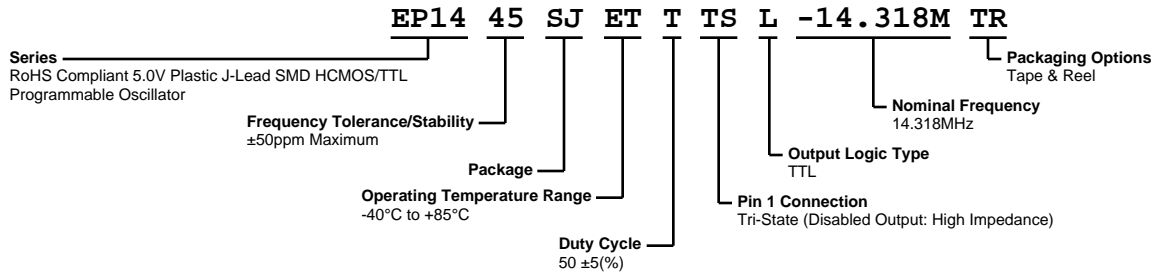 EP14 45 SJ ET T TS L -14.318M TR
Series
RoHS Compliant 5.0V Plastic J-Lead SMD HCMOS/TTL
Programmable Oscillator
Packaging Options
Tape & Reel
Frequency Tolerance/Stability
±50ppm Maximum
Nominal Frequency
14.318MHz
Package
Output Logic Type
TTL
Operating Temperature Range
-40°C to +85°C
Pin 1 Connection
Tri-State (Disabled Output: High Impedance)
Duty Cycle
50 ±5(%)